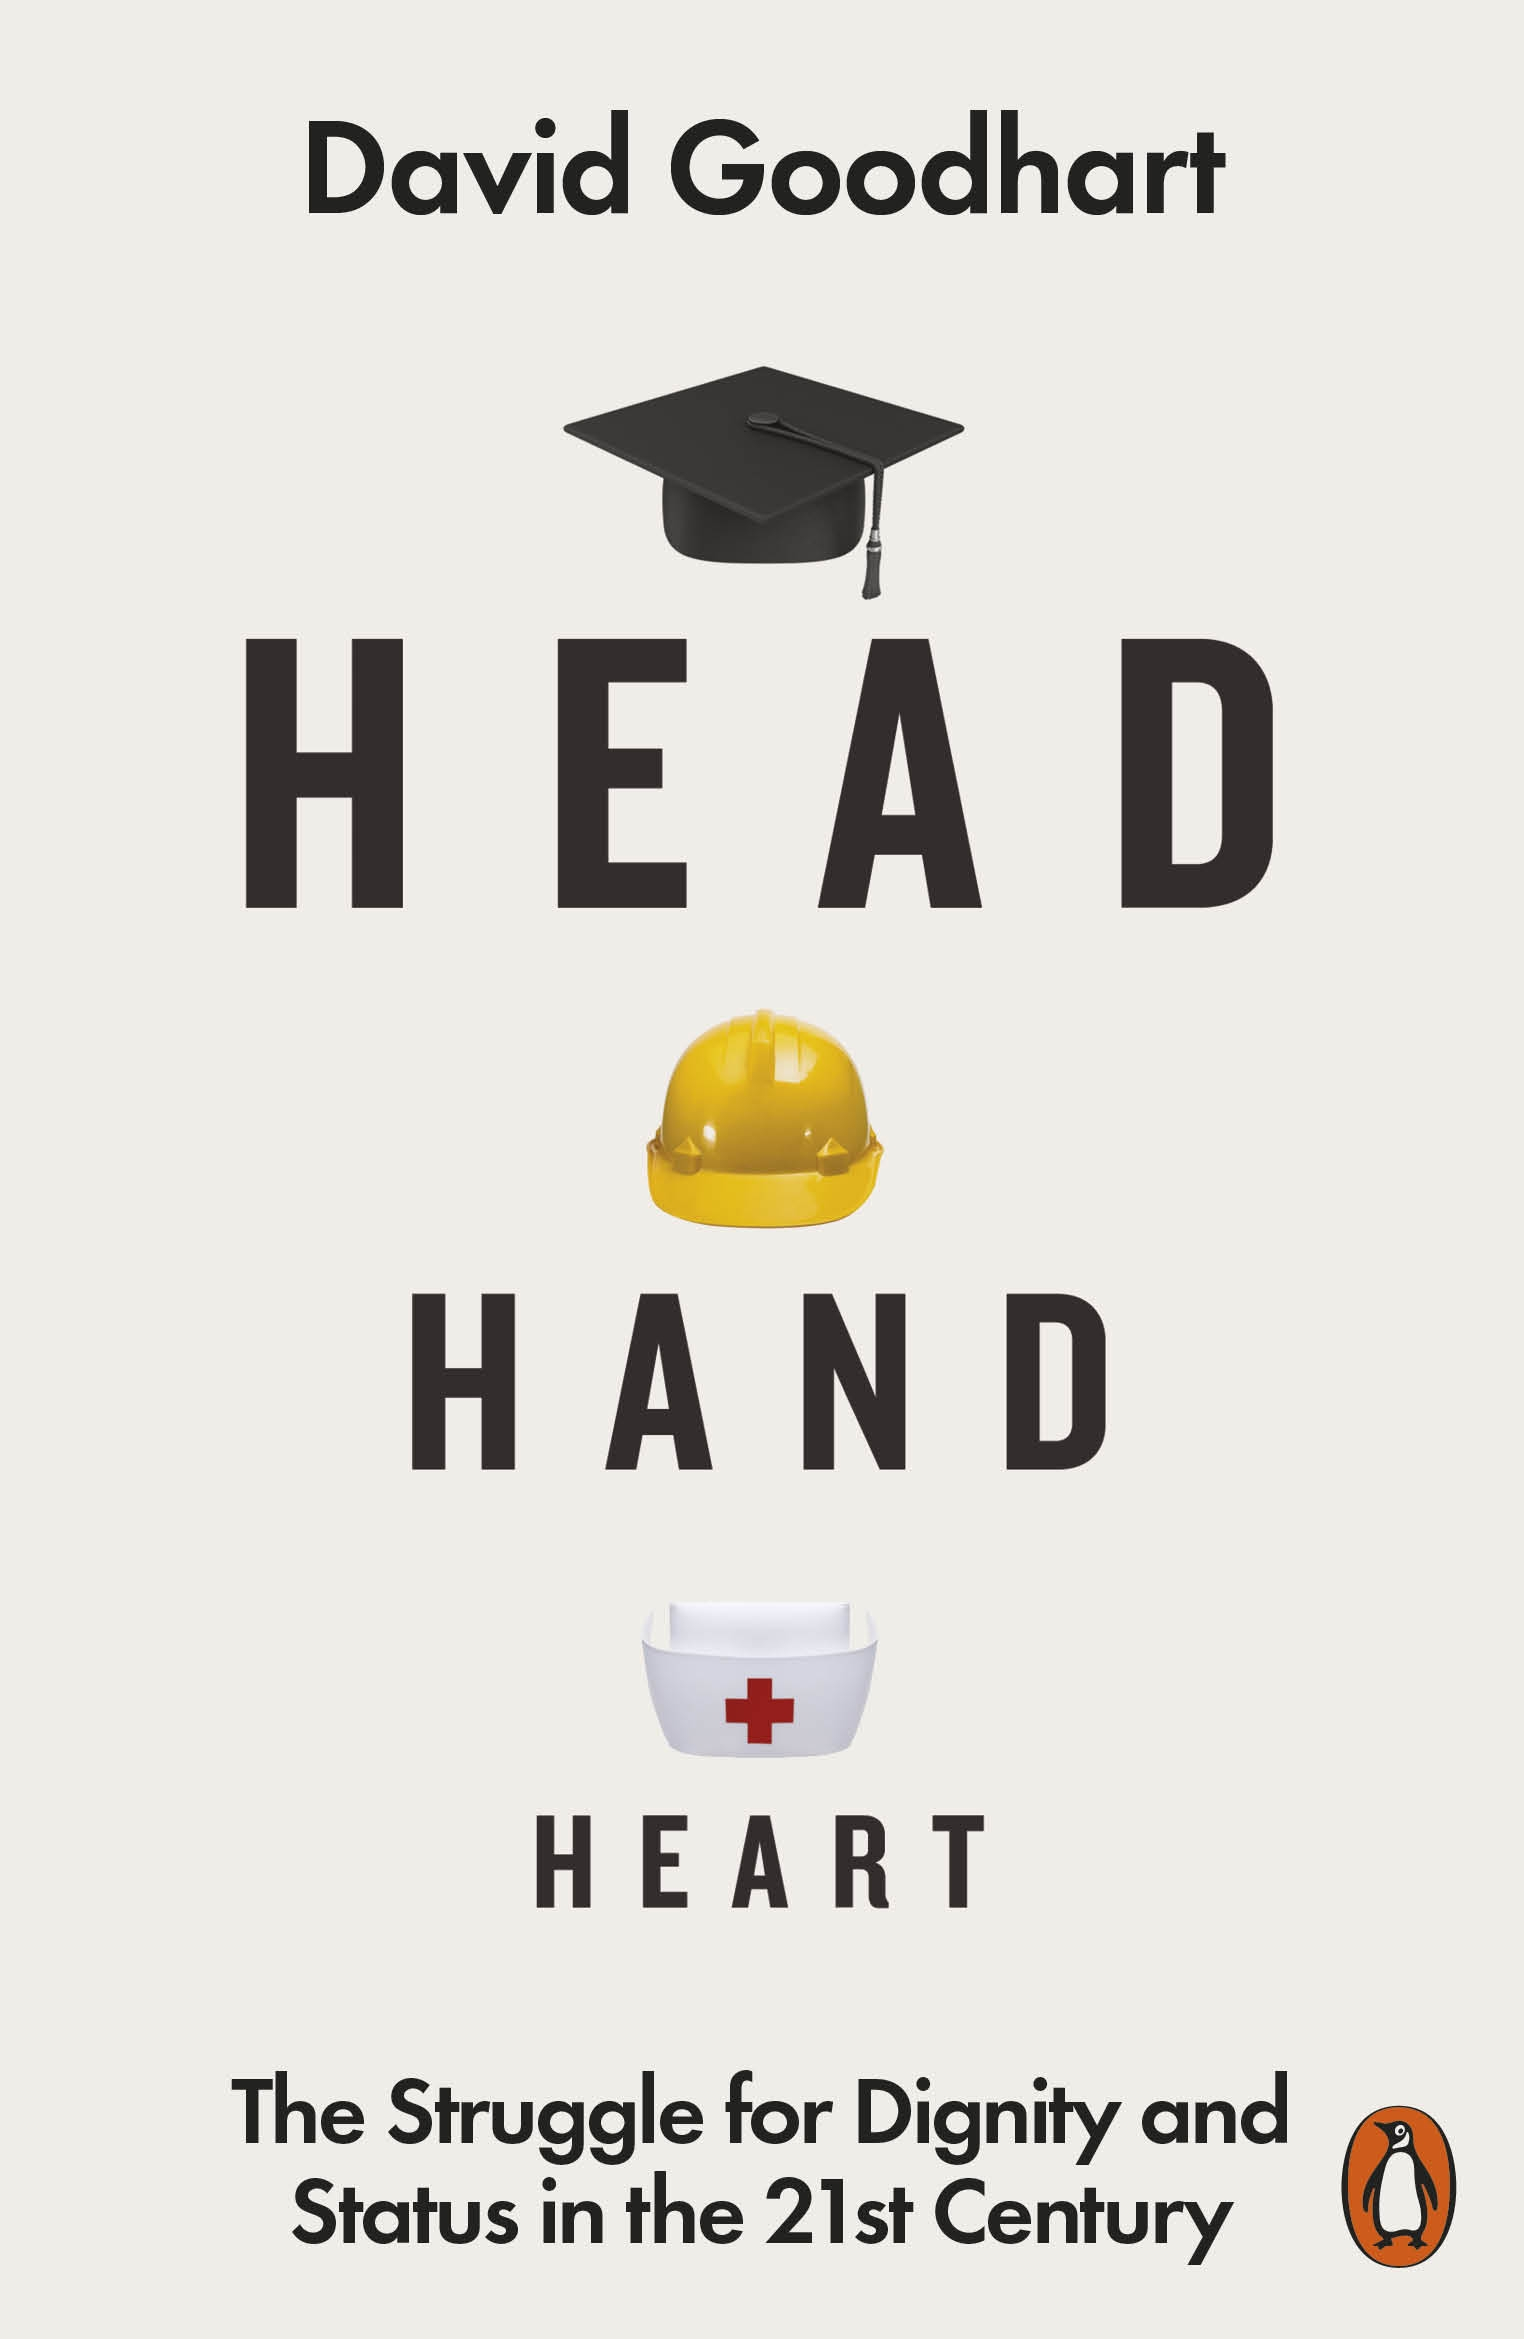 David Goodhart
HEAD
HAND
HEART
The Struggle for Dignity and
Status in the 21st Century